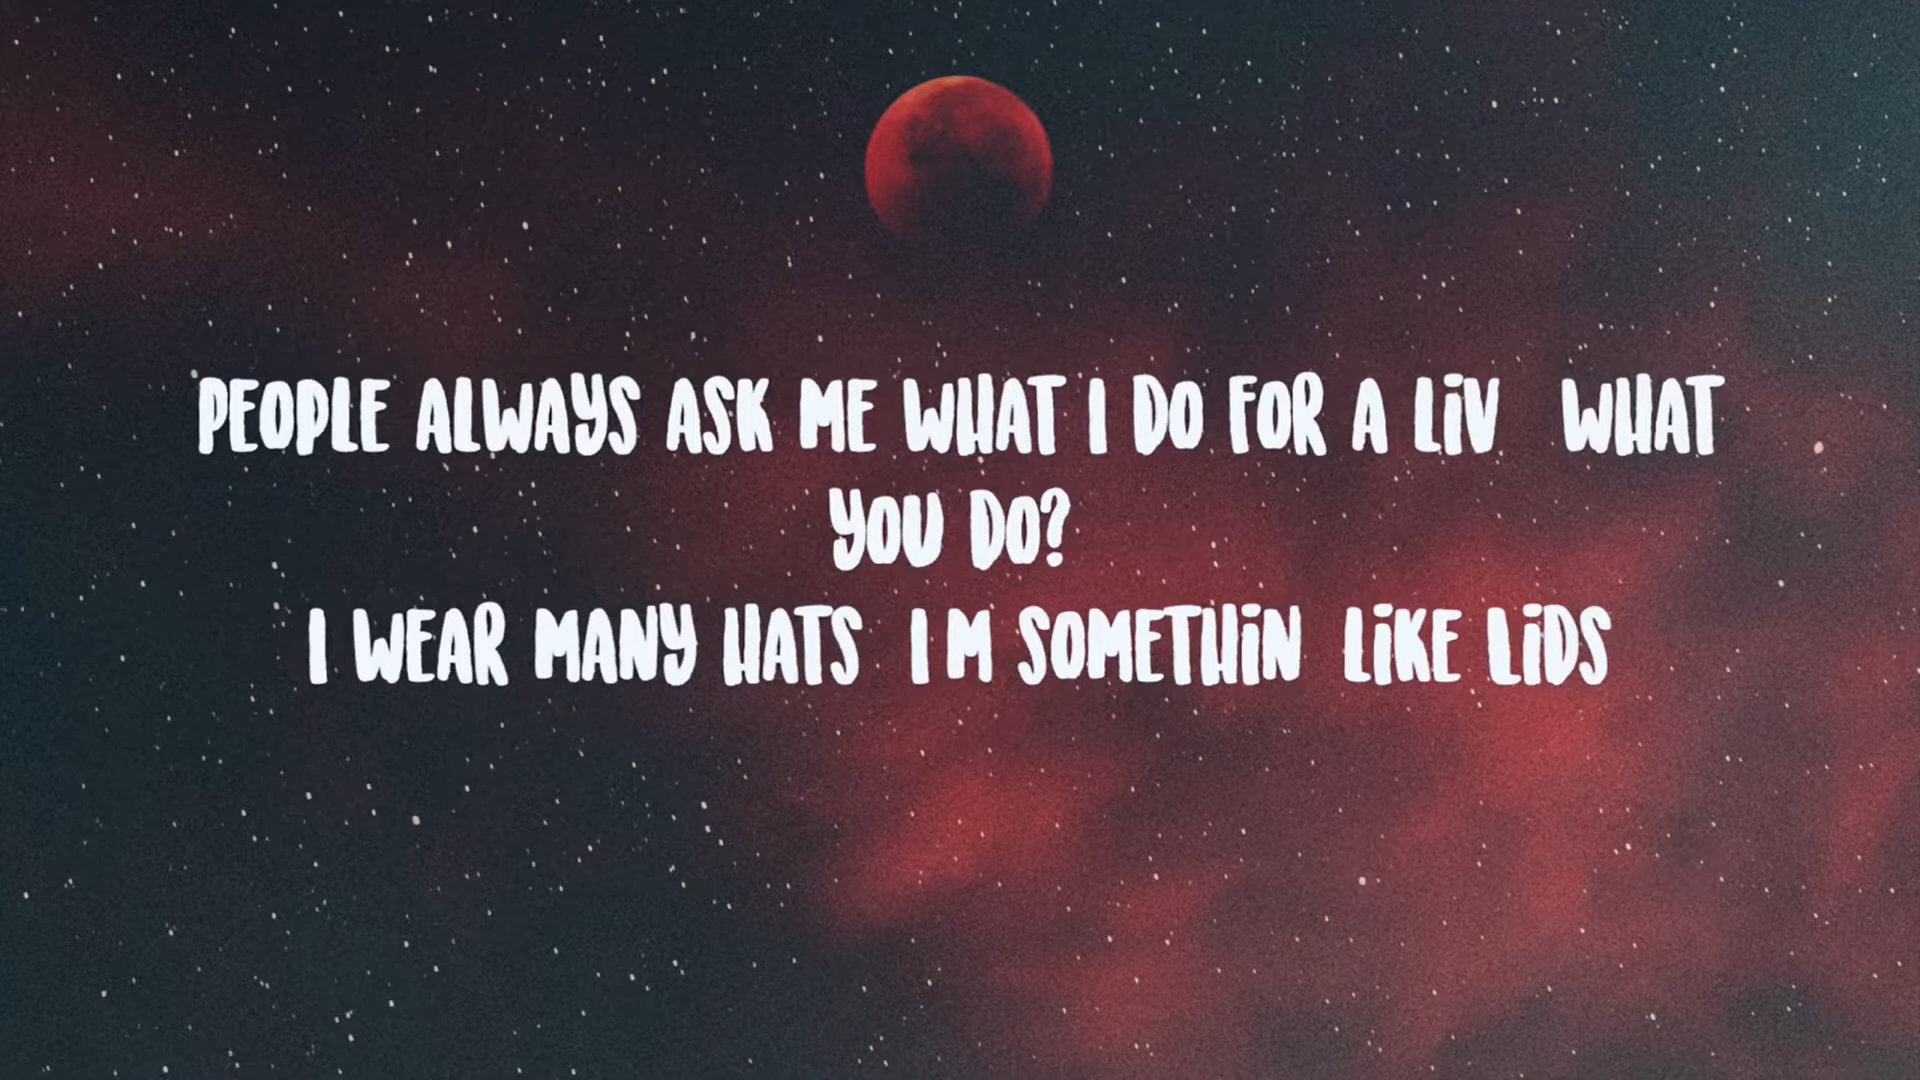 PEOPLE ALWAYS ASK ME WHAT I DO FOR A LIV WHAT
YOU DO?
I WEAR MANY HATS I M SOMETHIN LIKE LIDS